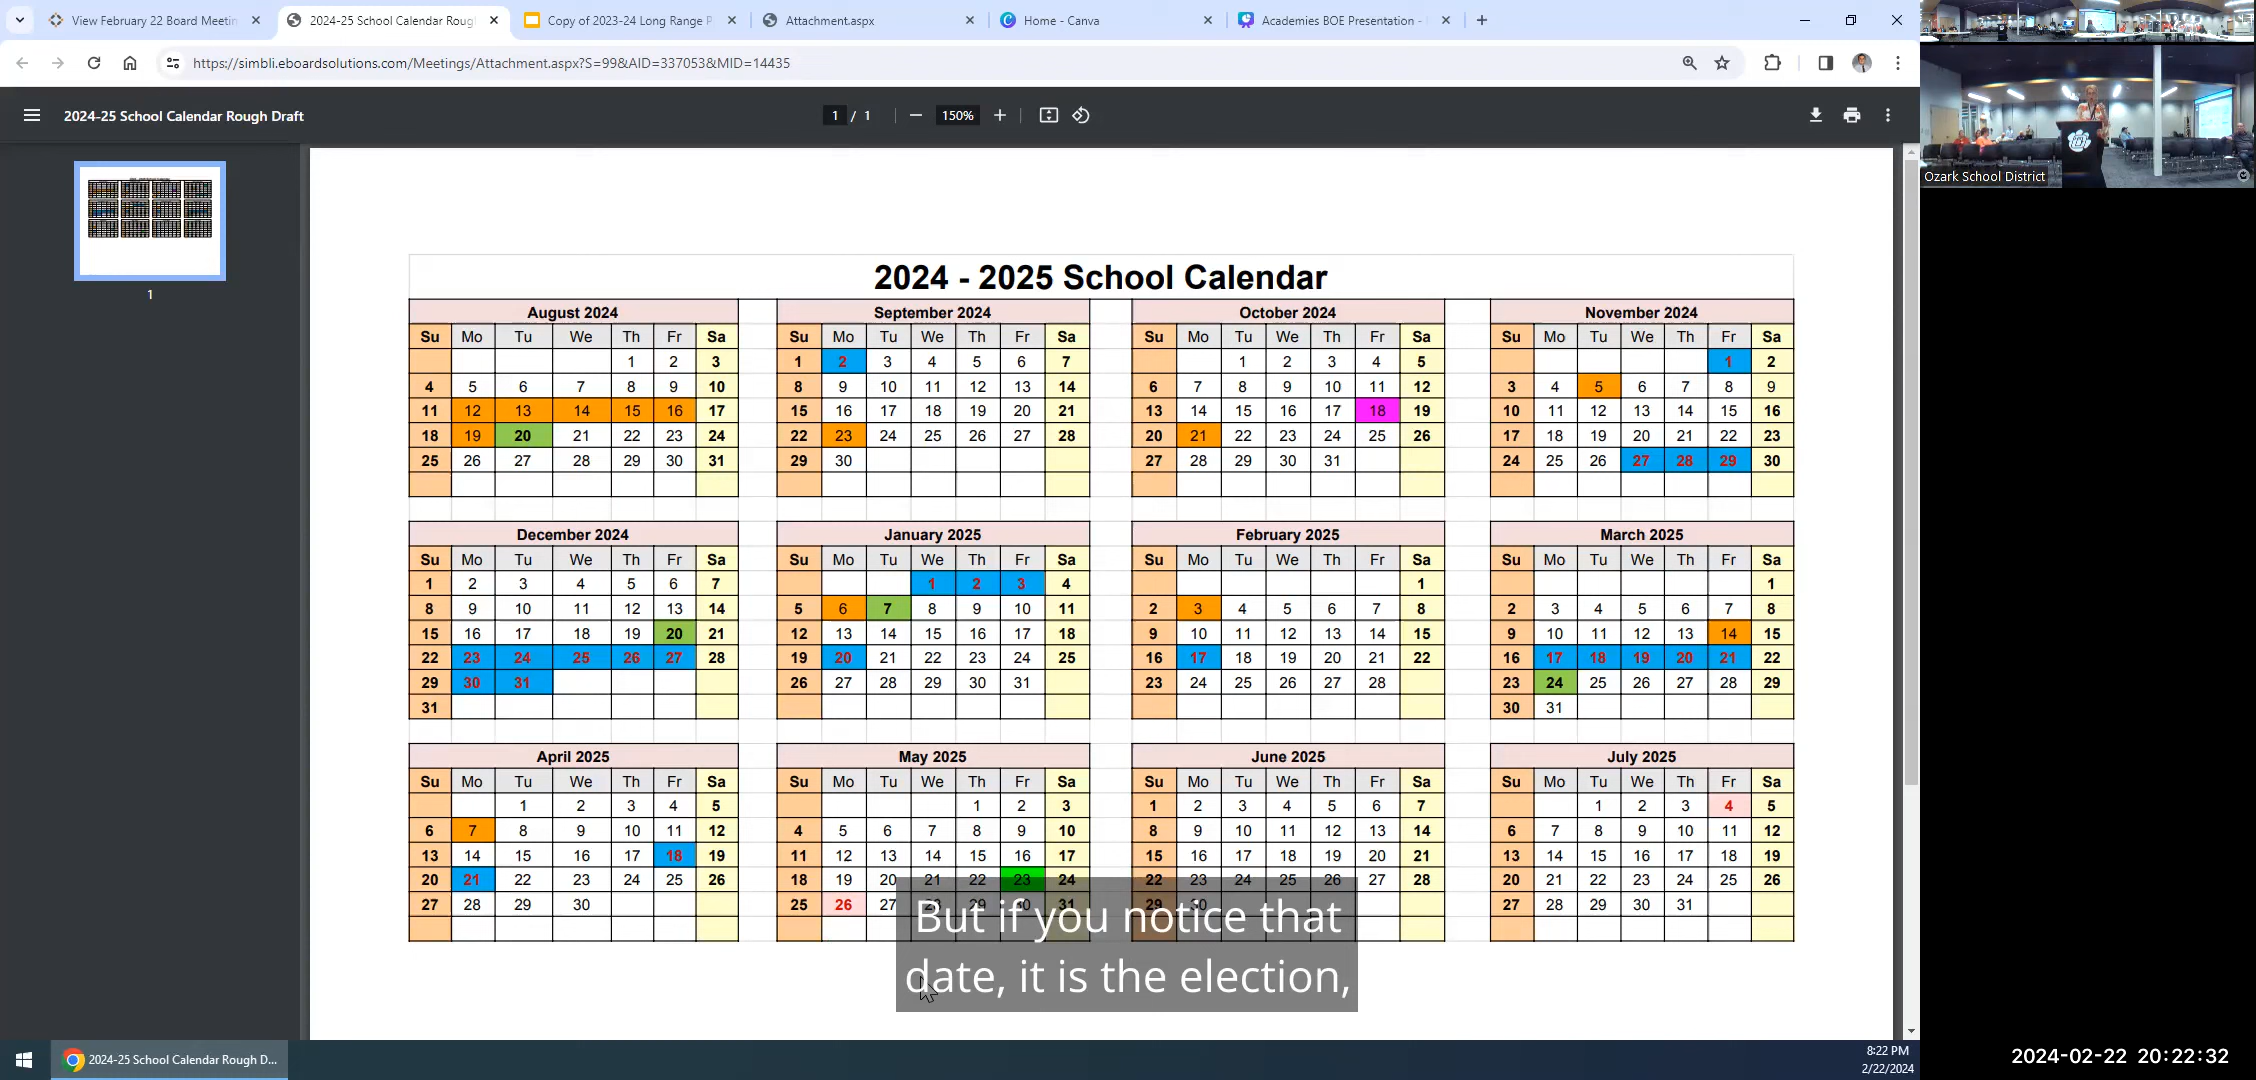 View February 22 Board Meetin
2024-25 School Calendar Roug
Copy of 2023-24 Long Range P
Attachment.aspx
Home - Canva
Academies BOE Presentation -
https://simbli.eboardsolutions.com/Meetings/Attachment.aspx?S=99&AID=337053&MID=14435
2024-25 School Calendar Rough Draft
1 / 1
150%
Ozark School District
1
2024 - 2025 School Calendar
August 2024
Su Mo Tu We Th Fr Sa
1 2 3
4 5 6 7 8 9 10
11 12 13 14 15 16 17
18 19 20 21 22 23 24
25 26 27 28 29 30 31
September 2024
Su Mo Tu We Th Fr Sa
1 2 3 4 5 6 7
8 9 10 11 12 13 14
15 16 17 18 19 20 21
22 23 24 25 26 27 28
29 30
October 2024
Su Mo Tu We Th Fr Sa
1 2 3 4 5
6 7 8 9 10 11 12
13 14 15 16 17 18 19
20 21 22 23 24 25 26
27 28 29 30 31
November 2024
Su Mo Tu We Th Fr Sa
1 2
3 4 5 6 7 8 9
10 11 12 13 14 15 16
17 18 19 20 21 22 23
24 25 26 27 28 29 30
December 2024
Su Mo Tu We Th Fr Sa
1 2 3 4 5 6 7
8 9 10 11 12 13 14
15 16 17 18 19 20 21
22 23 24 25 26 27 28
29 30 31
31
January 2025
Su Mo Tu We Th Fr Sa
1 2 3 4
5 6 7 8 9 10 11
12 13 14 15 16 17 18
19 20 21 22 23 24 25
26 27 28 29 30 31
February 2025
Su Mo Tu We Th Fr Sa
1
2 3 4 5 6 7 8
9 10 11 12 13 14 15
16 17 18 19 20 21 22
23 24 25 26 27 28
March 2025
Su Mo Tu We Th Fr Sa
1
2 3 4 5 6 7 8
9 10 11 12 13 14 15
16 17 18 19 20 21 22
23 24 25 26 27 28 29
30 31
April 2025
Su Mo Tu We Th Fr Sa
1 2 3 4 5
6 7 8 9 10 11 12
13 14 15 16 17 18 19
20 21 22 23 24 25 26
27 28 29 30
May 2025
Su Mo Tu We Th Fr Sa
1 2 3
4 5 6 7 8 9 10
11 12 13 14 15 16 17
18 19 20 21 22 23 24
25 26 27 28 29 30 31
June 2025
Su Mo Tu We Th Fr Sa
1 2 3 4 5 6 7
8 9 10 11 12 13 14
15 16 17 18 19 20 21
22 23 24 25 26 27 28
29 30
July 2025
Su Mo Tu We Th Fr Sa
1 2 3 4 5
6 7 8 9 10 11 12
13 14 15 16 17 18 19
20 21 22 23 24 25 26
27 28 29 30 31
But if you notice that
date, it is the election,
2024-25 School Calendar Rough D...
8:22 PM
2/22/2024
2024-02-22 20:22:32